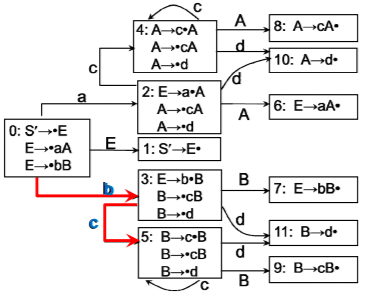 c
4: A→c•A
A→•cA
A→•d
A
8: A→cA•
d
10: A→d•
c
d
a
2: E→a•A
A→•cA
A→•d
A
6: E→aA•
0: S′→•E
E→•aA
E→•bB
E
1: S′→E•
b
3: E→b•B
B→•cB
B→•d
B
7: E→bB•
c
d
11: B→d•
5: B→c•B
B→•cB
B→•d
d
B
9: B→cB•
c